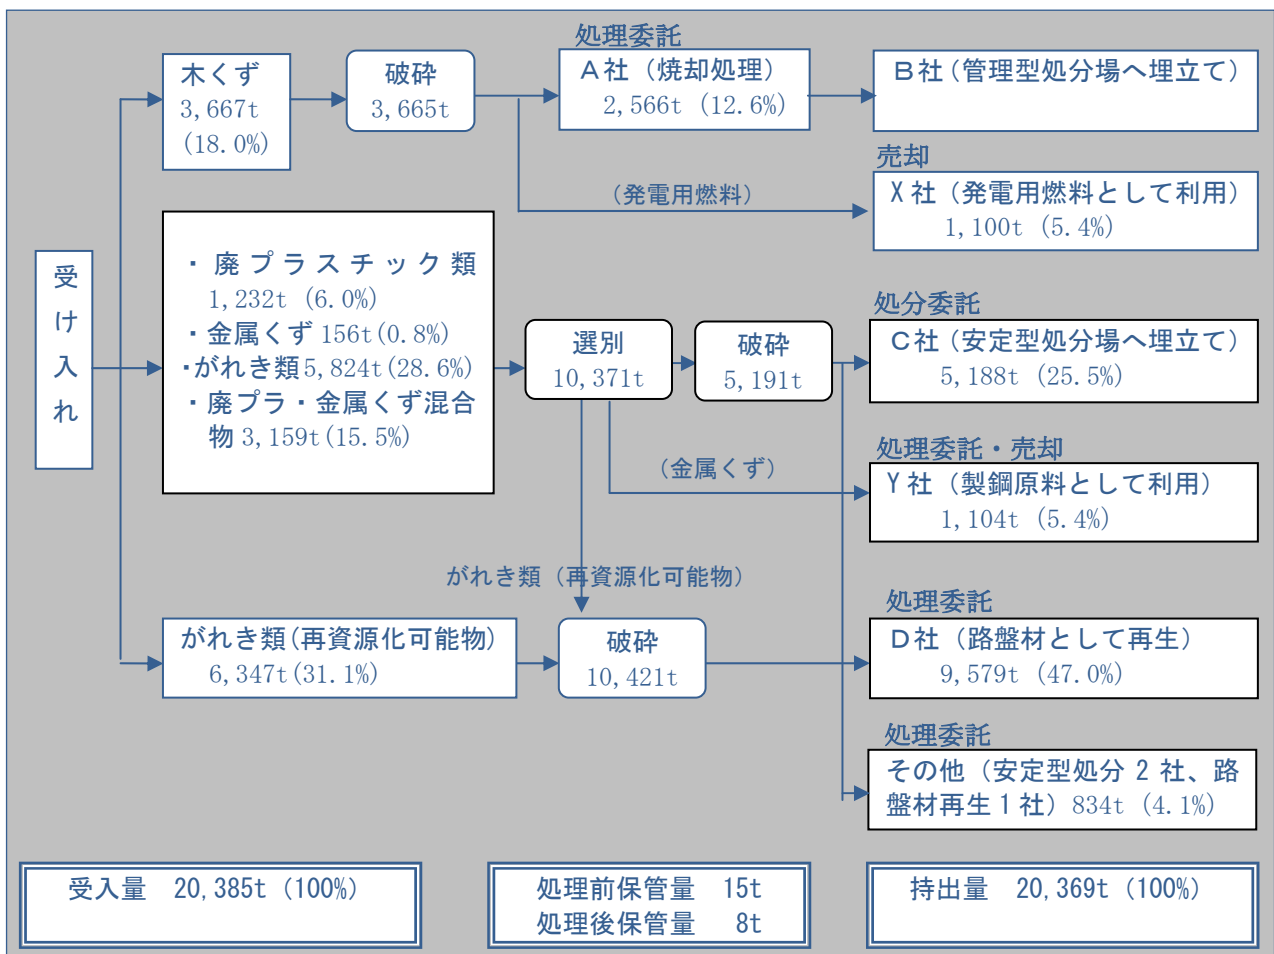 処理委託
木くず
3,667t
(18.0%)
破砕
3,665t
A社（焼却処理）
2,566t (12.6%)
B社（管理型処分場へ埋立て）
売却
（発電用燃料）
X社（発電用燃料として利用）
1,100t (5.4%)
受け入れ
・廃プラスチック類
1,232t (6.0%)
・金属くず 156t(0.8%)
・がれき類 5,824t(28.6%)
・廃プラ・金属くず混合
物 3,159t(15.5%)
選別
10,371t
破砕
5,191t
処分委託
C社（安定型処分場へ埋立て）
5,188t (25.5%)
処理委託・売却
（金属くず）
Y社（製鋼原料として利用）
1,104t (5.4%)
がれき類（再資源化可能物）
がれき類(再資源化可能物)
6,347t(31.1%)
破砕
10,421t
処理委託
D社（路盤材として再生）
9,579t (47.0%)
処理委託
その他（安定型処分 2 社、路
盤材再生1社）834t (4.1%)
受入量 20,385t (100%)
処理前保管量 15t
処理後保管量 8t
持出量 20,369t (100%)